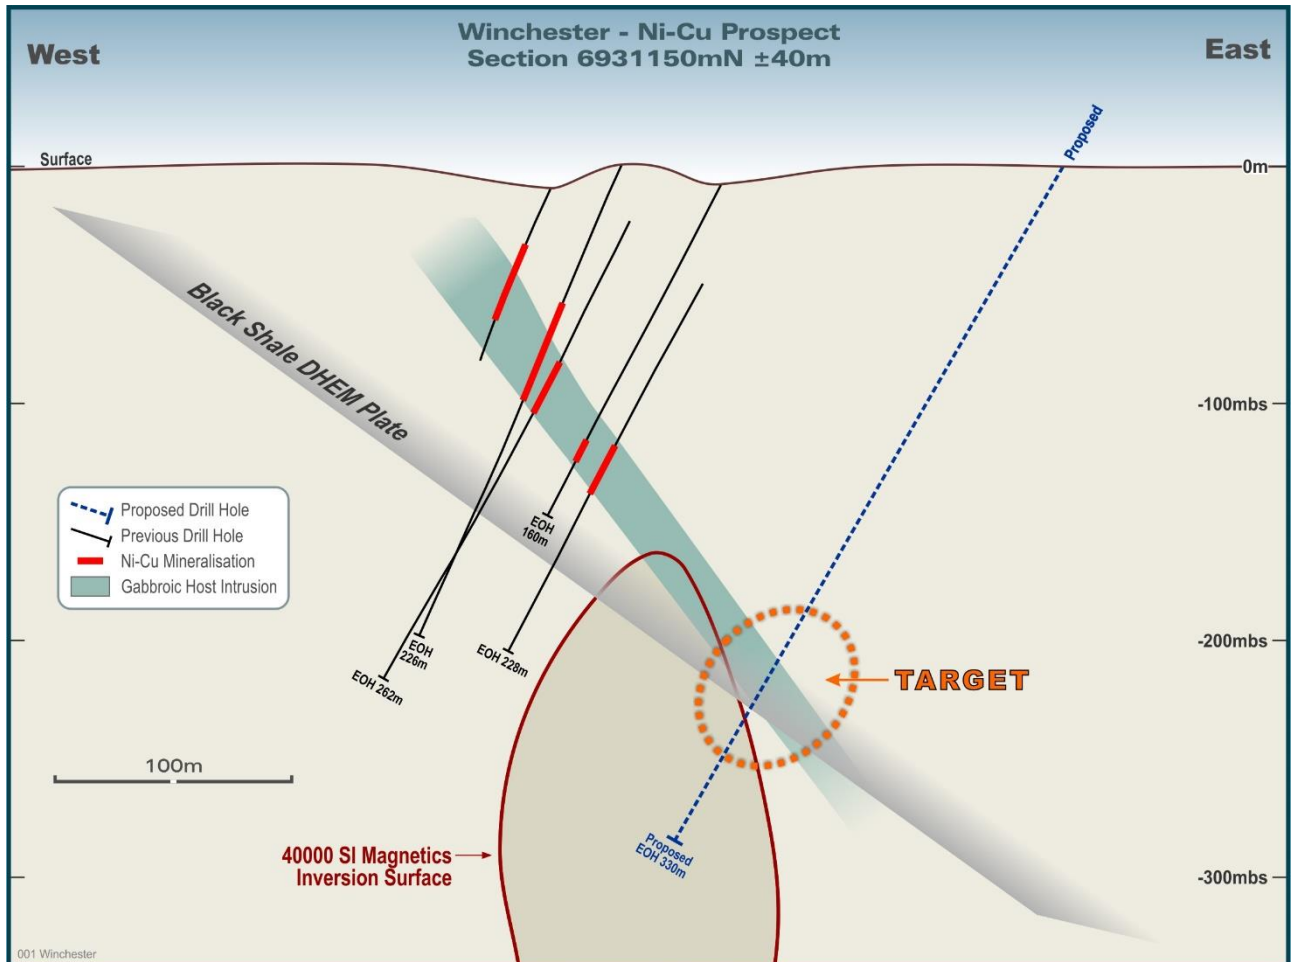 Winchester - Ni-Cu Prospect
Section 6931150mN ±40m
West
East
Proposed
Surface
0m
Black Shale DHEM Plate
-100mbs
Proposed Drill Hole
Previous Drill Hole
Ni-Cu Mineralisation
Gabbroic Host Intrusion
EOH
160m
EOH
226m
EOH 228m
EOH 262m
-200mbs
TARGET
100m
Proposed
EOH 330m
40000 SI Magnetics
Inversion Surface
-300mbs
001 Winchester